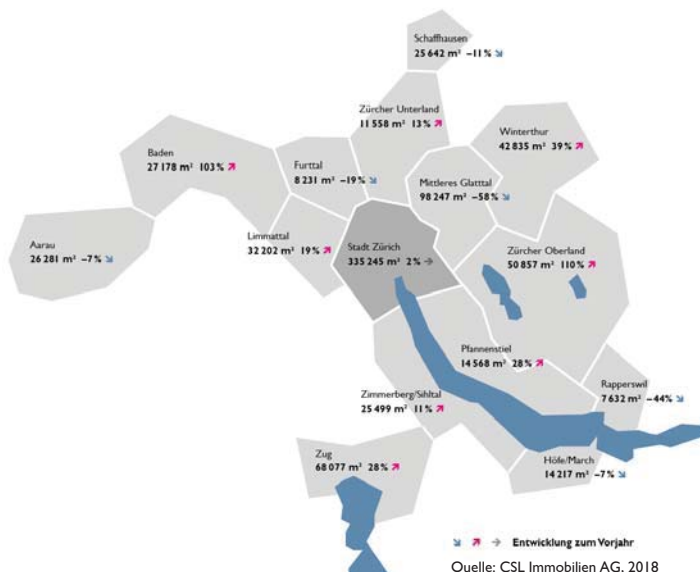 Schaffhausen
25 642 m² –11% ↘
Zürcher Unterland
11 558 m² 13% ↗
Winterthur
42 835 m² 39% ↗
Baden
27 178 m² 103% ↗
Furttal
8 231 m² –19% ↘
Mittleres Glatttal
98 247 m² –58% ↘
Aarau
26 281 m² –7% ↘
Limmattal
32 202 m² 19% ↗
Stadt Zürich
335 245 m² 2% →
Zürcher Oberland
50 857 m² 110% ↗
Pfannenstiel
14 568 m² 28% ↗
Zimmerberg/Sihltal
25 499 m² 11% ↗
Rapperswil
7 632 m² –44% ↘
Zug
68 077 m² 28% ↗
Höfe/March
14 217 m² –7% ↘
↘ ↗ → Entwicklung zum Vorjahr
Quelle: CSL Immobilien AG, 2018